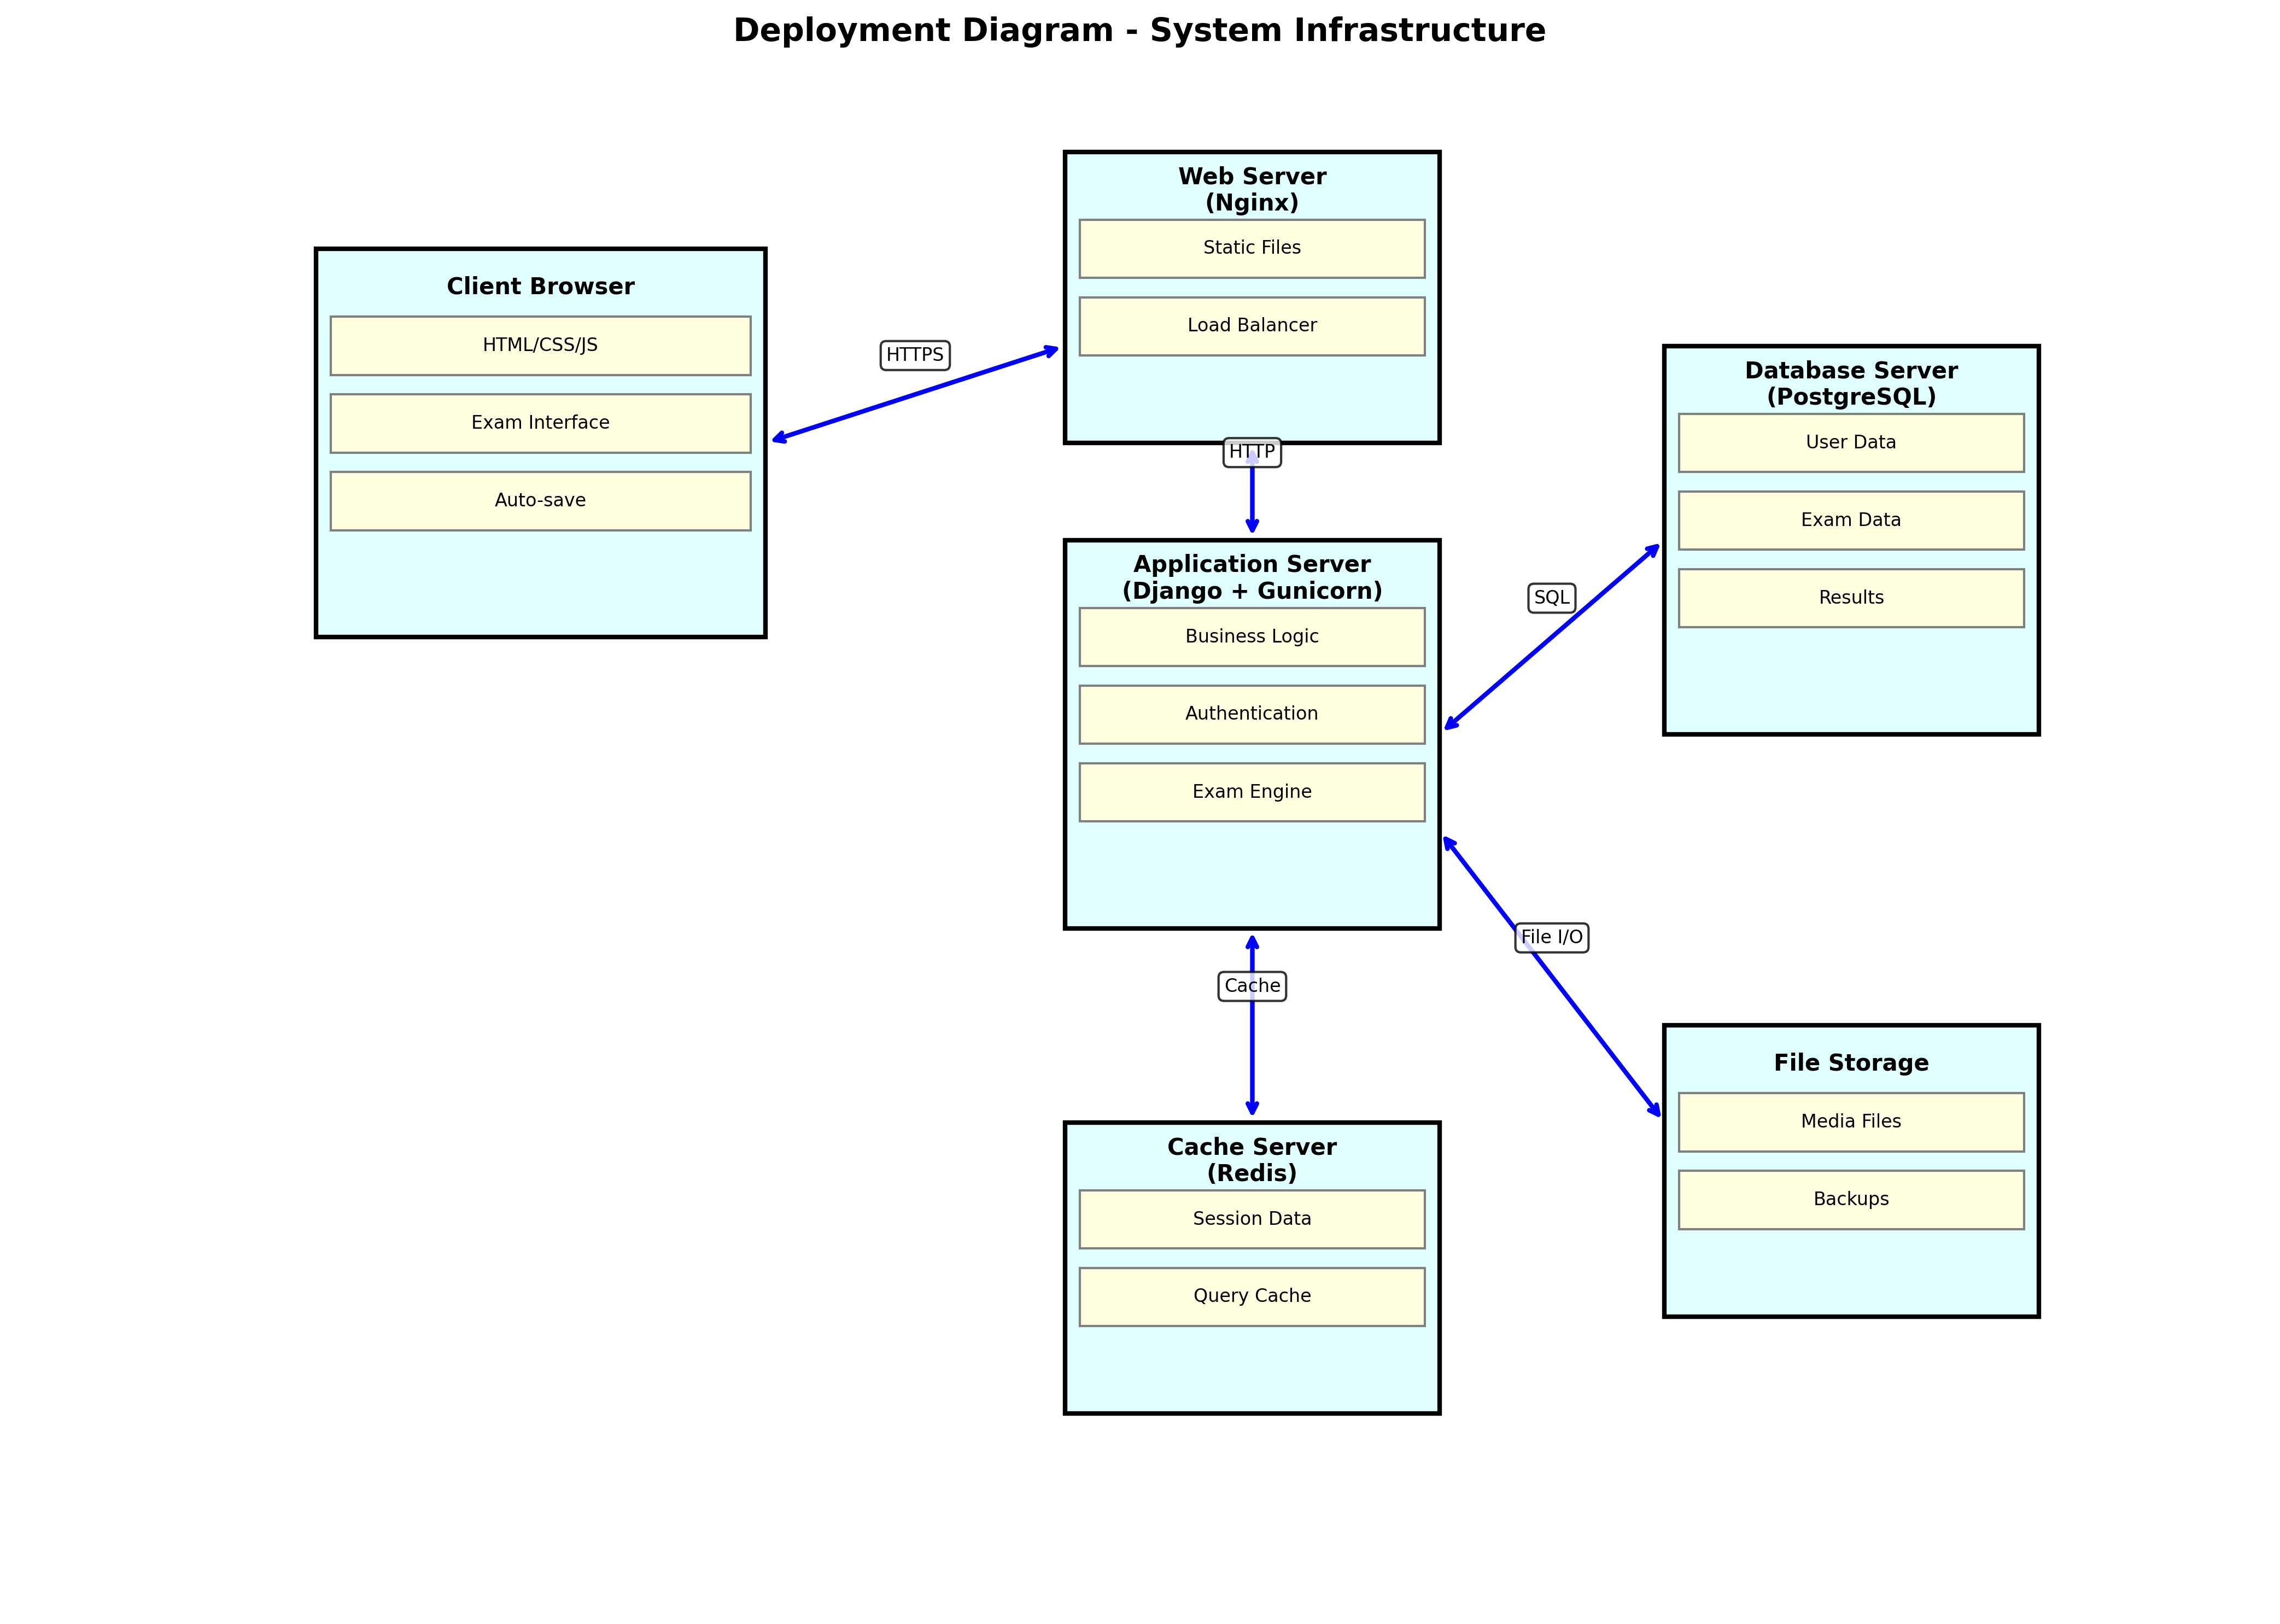 Deployment Diagram - System Infrastructure
Client Browser
HTML/CSS/JS
Exam Interface
Auto-save
HTTPS
Web Server
(Nginx)
Static Files
Load Balancer
HTTP
Application Server
(Django + Gunicorn)
Business Logic
Authentication
Exam Engine
SQL
Database Server
(PostgreSQL)
User Data
Exam Data
Results
File I/O
File Storage
Media Files
Backups
Cache
Cache Server
(Redis)
Session Data
Query Cache